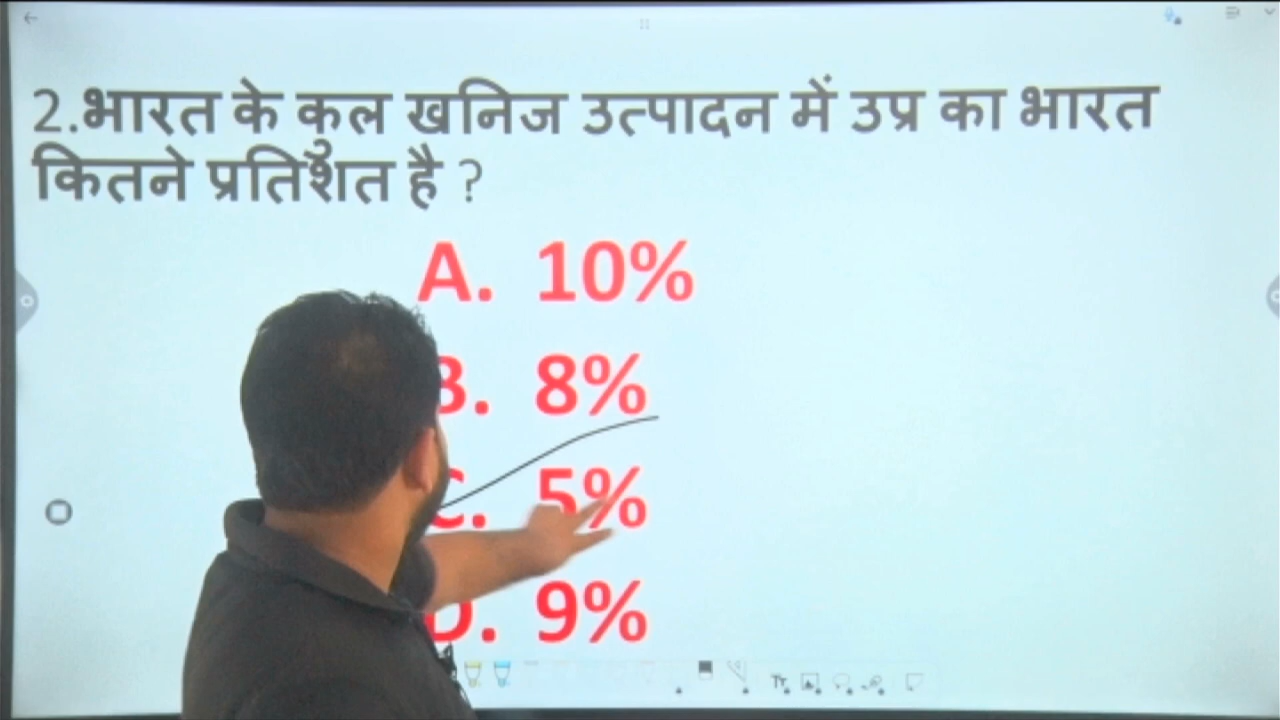 2.भारत के कुल खनिज उत्पादन में उप्र का भारत
कितने प्रतिशत है ?
A. 10%
B. 8%
C. 5%
D. 9%